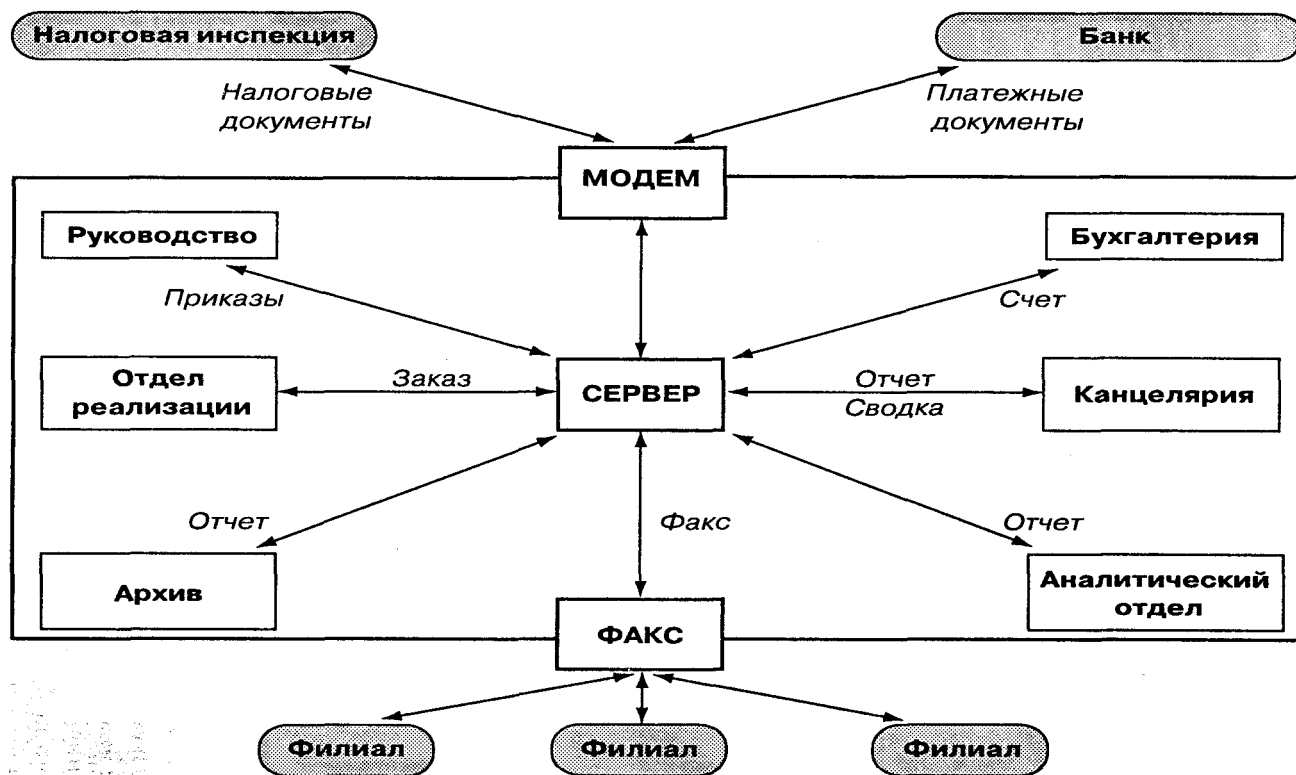 Налоговая инспекция
Банк
Налоговые
документы
Платежные
документы
МОДЕМ
Руководство
Бухгалтерия
Приказы
Счет
Отдел
реализации
Заказ
СЕРВЕР
Отчет
Сводка
Канцелярия
Отчет
Факс
Отчет
Архив
Аналитический
отдел
ФАКС
Филиал
Филиал
Филиал